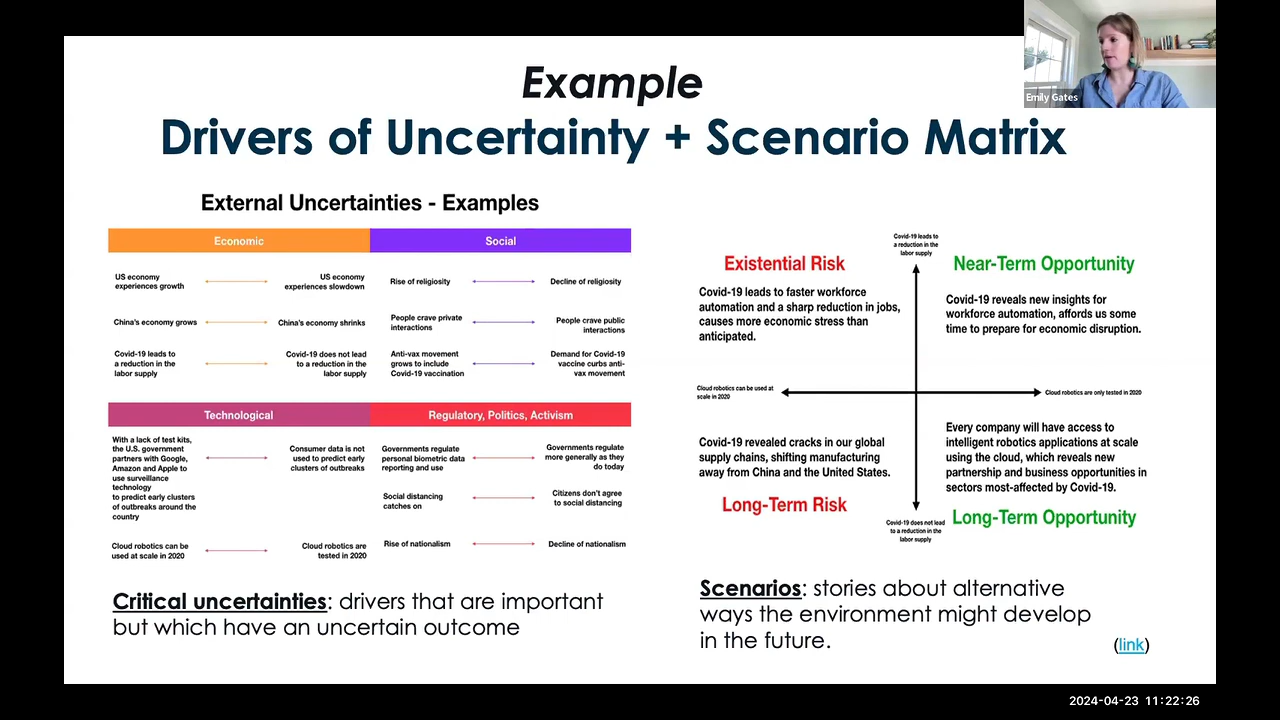 Example
Drivers of Uncertainty + Scenario Matrix
Emily Gates
External Uncertainties - Examples
Economic
Social
US economy
experiences growth
US economy
experiences slowdown
Rise of religiosity
Decline of religiosity
China's economy grows
China's economy shrinks
People crave private
interactions
People crave public
interactions
Covid-19 leads to
a reduction in the
labor supply
Covid-19 does not lead
to a reduction in the
labor supply
Anti-vax movement
grows to include
Covid-19 vaccination
Demand for Covid-19
vaccine curbs anti-
vax movement
Technological
Regulatory, Politics, Activism
With a lack of test kits,
the U.S. government
partners with Google,
Amazon and Apple to
use surveillance
technology
to predict early clusters
of outbreaks around the
country
Consumer data is not
used to predict early
clusters of outbreaks
Governments regulate
personal biometric data
reporting and use
Governments regulate
more generally as they
do today
Social distancing
catches on
Citizens don't agree
to social distancing
Cloud robotics can be
used at scale in 2020
Cloud robotics are
tested in 2020
Rise of nationalism
Decline of nationalism
Critical uncertainties: drivers that are important
but which have an uncertain outcome
Covid-19 leads to
a reduction in the
labor supply
Existential Risk
Covid-19 leads to faster workforce
automation and a sharp reduction in jobs,
causes more economic stress than
anticipated.
Near-Term Opportunity
Covid-19 reveals new insights for
workforce automation, affords us some
time to prepare for economic disruption.
Cloud robotics can be used at
scale in 2020
Cloud robotics are only tested in 2020
Covid-19 revealed cracks in our global
supply chains, shifting manufacturing
away from China and the United States.
Long-Term Risk
Every company will have access to
intelligent robotics applications at scale
using the cloud, which reveals new
partnership and business opportunities in
sectors most-affected by Covid-19.
Long-Term Opportunity
Covid-19 does not lead
to a reduction in the
labor supply
Scenarios: stories about alternative
ways the environment might develop
in the future.
(link)
2024-04-23 11:22:26